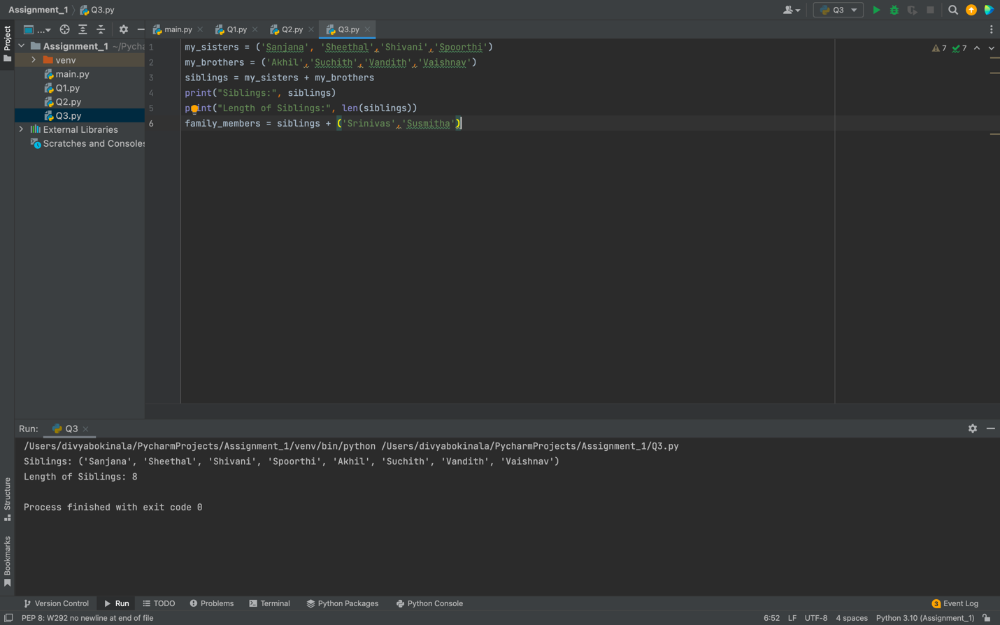 Assignment_1 Q3.py
Q3
Project
... main.py Q1.py Q2.py Q3.py
Assignment_1 ~/Pycha
venv
main.py
Q1.py
Q2.py
Q3.py
External Libraries
Scratches and Consoles
1 my_sisters = ('Sanjana', 'Sheethal','Shivani','Spoorthi')
2 my_brothers = ('Akhil','Suchith','Vandith','Vaishnav')
3 siblings = my_sisters + my_brothers
4 print("Siblings:", siblings)
5 print("Length of Siblings:", len(siblings))
6 family_members = siblings + ('Srinivas','Susmitha')
7 7
Run: Q3
/Users/divyabokinala/PycharmProjects/Assignment_1/venv/bin/python /Users/divyabokinala/PycharmProjects/Assignment_1/Q3.py
Siblings: ('Sanjana', 'Sheethal', 'Shivani', 'Spoorthi', 'Akhil', 'Suchith', 'Vandith', 'Vaishnav')
Length of Siblings: 8
Process finished with exit code 0
Structure
Bookmarks
Version Control Run TODO Problems Terminal Python Packages Python Console 3 Event Log
PEP 8: W292 no newline at end of file 6:52 LF UTF-8 4 spaces Python 3.10 (Assignment_1)